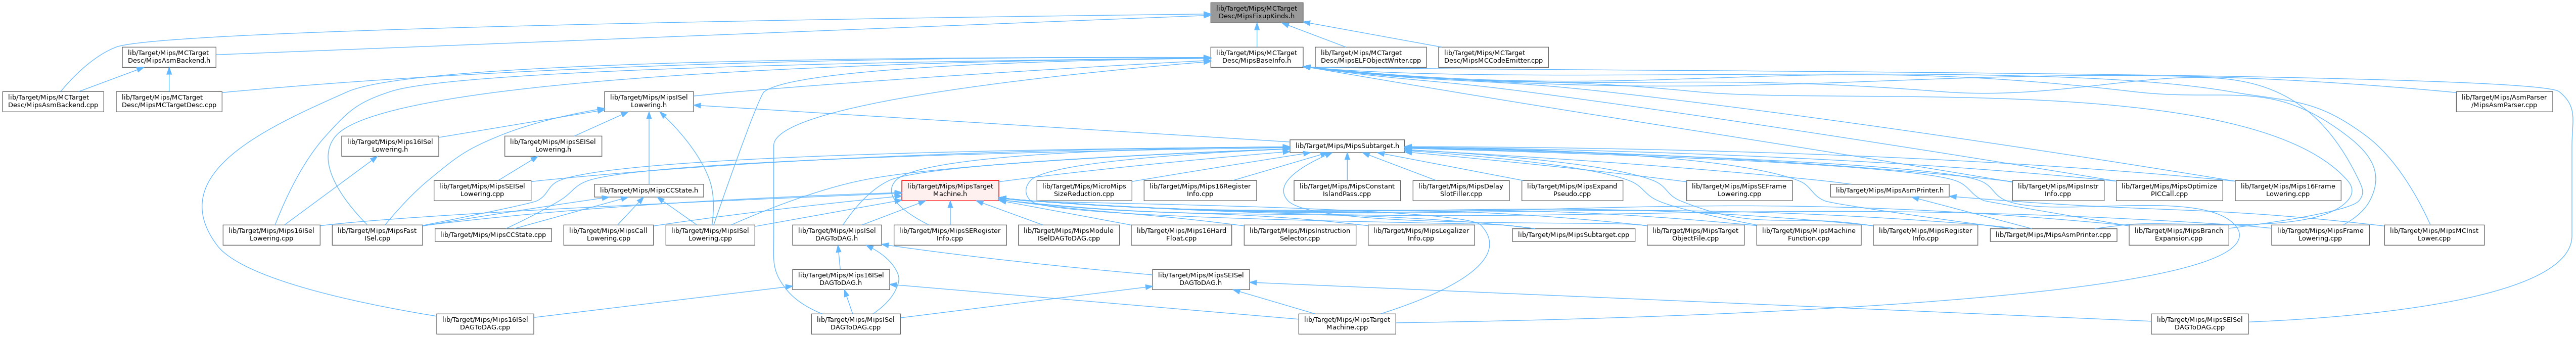 lib/Target/Mips/MCTarget
Desc/MipsFixupKinds.h
lib/Target/Mips/MCTarget
Desc/MipsAsmBackend.h
lib/Target/Mips/MCTarget
Desc/MipsBaseInfo.h
lib/Target/Mips/MCTarget
Desc/MipsELFObjectWriter.cpp
lib/Target/Mips/MCTarget
Desc/MipsMCCodeEmitter.cpp
lib/Target/Mips/MCTarget
Desc/MipsAsmBackend.cpp
lib/Target/Mips/MCTarget
Desc/MipsMCTargetDesc.cpp
lib/Target/Mips/MipsISel
Lowering.h
lib/Target/Mips/AsmParser
/MipsAsmParser.cpp
lib/Target/Mips/Mips16ISel
Lowering.h
lib/Target/Mips/MipsSEISel
Lowering.h
lib/Target/Mips/MipsSubtarget.h
lib/Target/Mips/MipsSEISel
Lowering.cpp
lib/Target/Mips/MipsCCState.h
lib/Target/Mips/MipsTarget
Machine.h
lib/Target/Mips/MicroMips
SizeReduction.cpp
lib/Target/Mips/Mips16Register
Info.cpp
lib/Target/Mips/MipsConstant
IslandPass.cpp
lib/Target/Mips/MipsDelay
SlotFiller.cpp
lib/Target/Mips/MipsExpand
Pseudo.cpp
lib/Target/Mips/MipsSEFrame
Lowering.cpp
lib/Target/Mips/MipsAsmPrinter.h
lib/Target/Mips/MipsInstr
Info.cpp
lib/Target/Mips/MipsOptimize
PICCall.cpp
lib/Target/Mips/Mips16Frame
Lowering.cpp
lib/Target/Mips/Mips16ISel
Lowering.cpp
lib/Target/Mips/MipsFast
ISel.cpp
lib/Target/Mips/MipsCCState.cpp
lib/Target/Mips/MipsCall
Lowering.cpp
lib/Target/Mips/MipsISel
Lowering.cpp
lib/Target/Mips/MipsISel
DAGToDAG.h
lib/Target/Mips/MipsSERegister
Info.cpp
lib/Target/Mips/MipsModule
ISelDAGToDAG.cpp
lib/Target/Mips/Mips16Hard
Float.cpp
lib/Target/Mips/MipsInstruction
Selector.cpp
lib/Target/Mips/MipsLegalizer
Info.cpp
lib/Target/Mips/MipsSubtarget.cpp
lib/Target/Mips/MipsTarget
ObjectFile.cpp
lib/Target/Mips/MipsMachine
Function.cpp
lib/Target/Mips/MipsRegister
Info.cpp
lib/Target/Mips/MipsAsmPrinter.cpp
lib/Target/Mips/MipsBranch
Expansion.cpp
lib/Target/Mips/MipsFrame
Lowering.cpp
lib/Target/Mips/MipsMCInst
Lower.cpp
lib/Target/Mips/Mips16ISel
DAGToDAG.h
lib/Target/Mips/MipsSEISel
DAGToDAG.h
lib/Target/Mips/Mips16ISel
DAGToDAG.cpp
lib/Target/Mips/MipsISel
DAGToDAG.cpp
lib/Target/Mips/MipsTarget
Machine.cpp
lib/Target/Mips/MipsSEISel
DAGToDAG.cpp